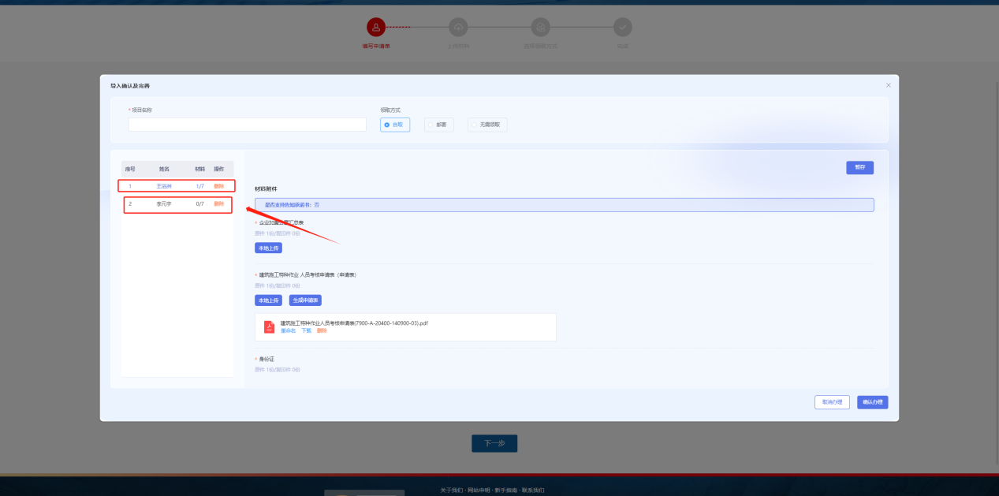 填写申请单 上传材料 选择领取方式 完成
导入确认及完善
* 项目名称 领取方式
自取 邮寄 无需领取
序号 姓名 材料 操作
暂存
1 1/7 删除
2 李元宇 0/7 删除
材料附件
是否支持告知承诺书: 否
原件 1份/复印件 0份
本地上传
* 建筑施工特种作业 人员考核申请表（申请表）
原件 1份/复印件 0份
本地上传 生成申请表
建筑施工特种作业人员考核申请表(7900-A-20400-140900-03).pdf
重命名 下载 删除
* 身份证
原件 1份/复印件 0份
取消办理 确认办理
下一步
关于我们 · 网站申明 · 新手指南 · 联系我们